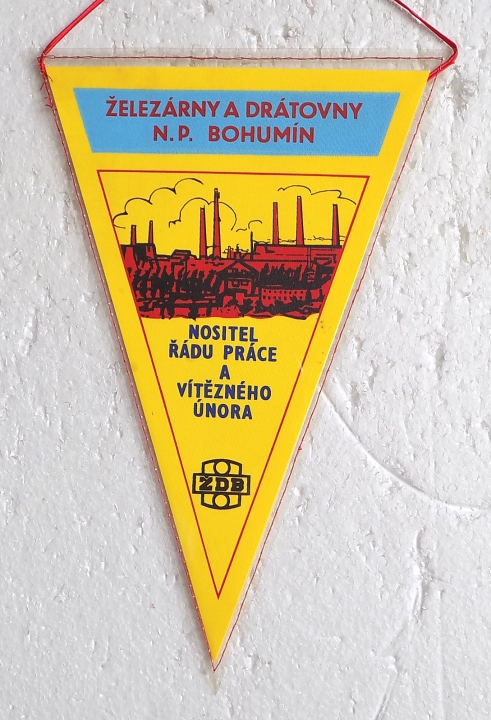 ŽELEZÁRNY A DRÁTOVNY
N.P. BOHUMÍN
NOSITEL
ŘÁDU PRÁCE
A
VÍTĚZNÉHO
ÚNORA
ŽDB